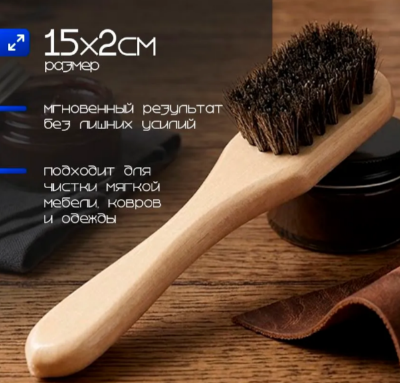 15x2см
размер
мгновенный результат
без лишних усилий
подходит для
чистки мягкой
мебели, ковров
и одежды